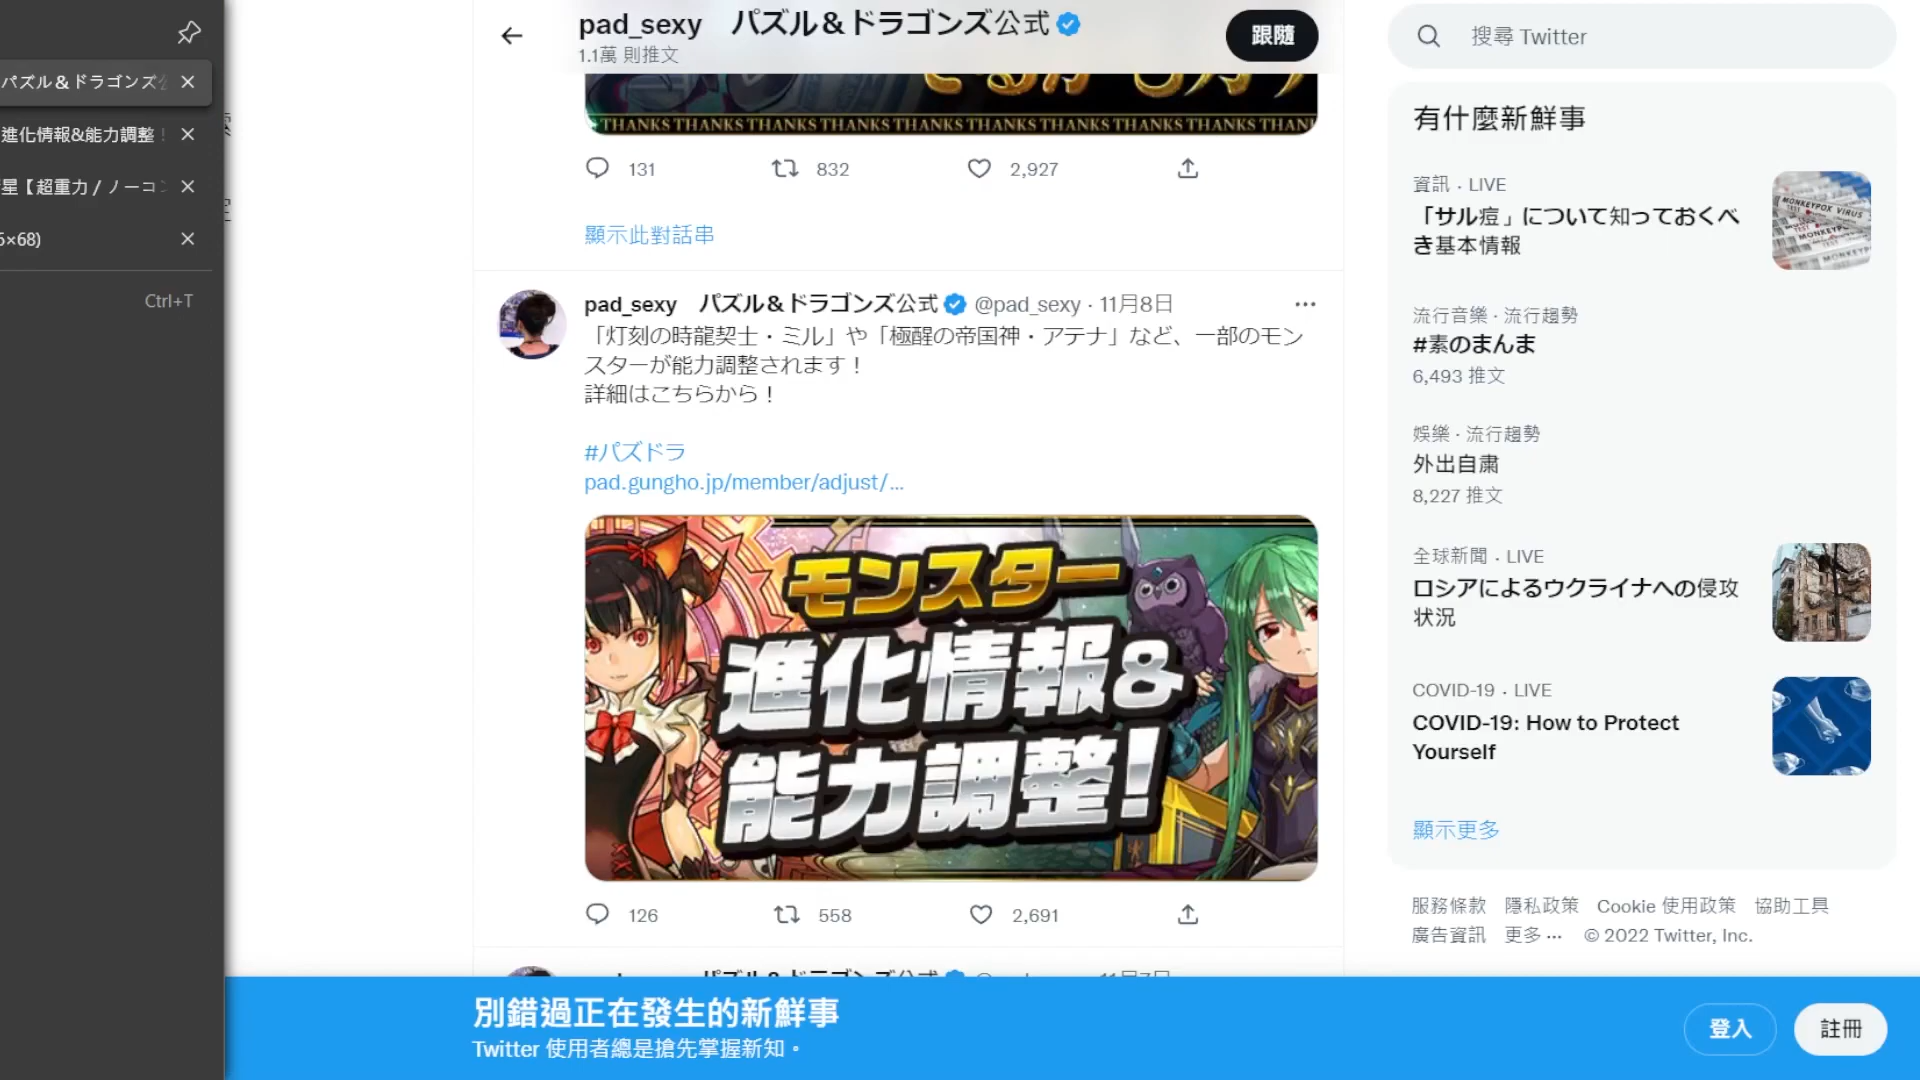 パズル&ドラゴンズ
進化情報&能力調整！
星【超重力 / ノーコン
5×68)
Ctrl+T
pad_sexy パズル＆ドラゴンズ公式
1.1萬 則推文
跟隨
THANKS THANKS THANKS THANKS THANKS THANKS THANKS THANKS THANKS THAN
131
832
2,927
顯示此對話串
pad_sexy パズル&ドラゴンズ公式 @pad_sexy · 11月8日
「灯刻の時龍契士・ミル」や「極醒の帝国神・アテナ」など、一部のモン
スターが能力調整されます！
詳細はこちらから！
#パズドラ
pad.gungho.jp/member/adjust/...
モンスター
進化情報&
能力調整!
126
558
2,691
別錯過正在發生的新鮮事
Twitter 使用者總是搶先掌握新知。
登入
註冊
搜尋 Twitter
有什麼新鮮事
資訊 · LIVE
「サル痘」について知っておくべ
き基本情報
MONKEYPOX VIRUS
流行音樂 · 流行趨勢
#素のまんま
6,493 推文
娛樂 · 流行趨勢
外出自粛
8,227 推文
全球新聞 · LIVE
ロシアによるウクライナへの侵攻
状況
COVID-19 · LIVE
COVID-19: How to Protect
Yourself
顯示更多
服務條款 隱私政策 Cookie 使用政策 協助工具
廣告資訊 更多 ··· © 2022 Twitter, Inc.